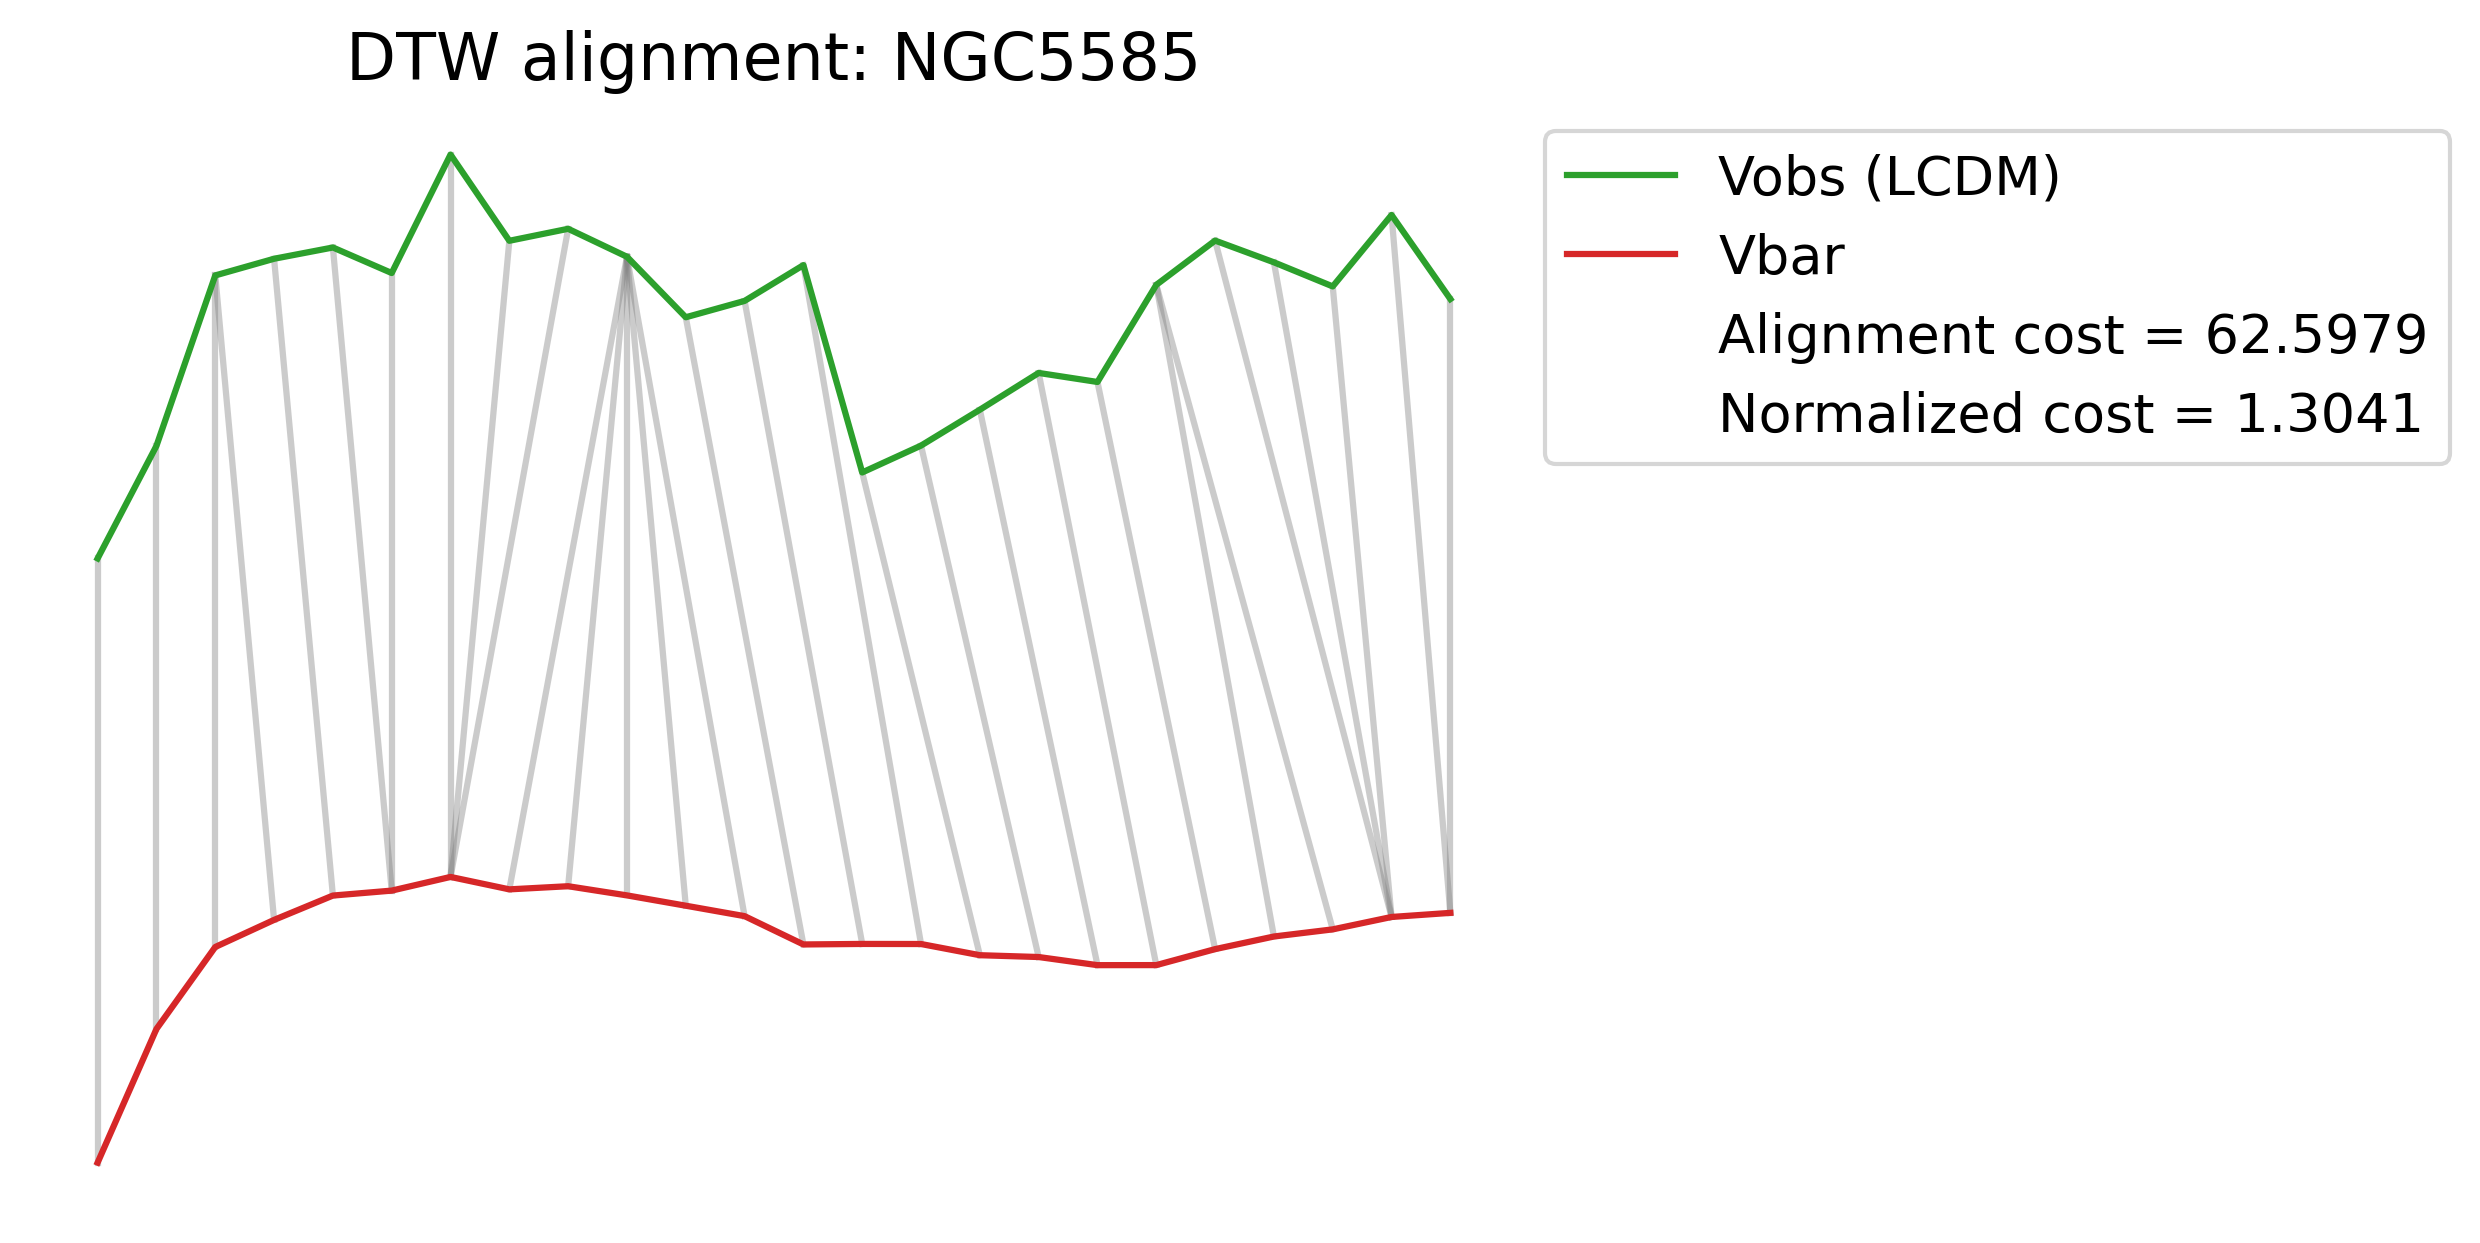 DTW alignment: NGC5585
Vobs (LCDM)
Vbar
Alignment cost = 62.5979
Normalized cost = 1.3041